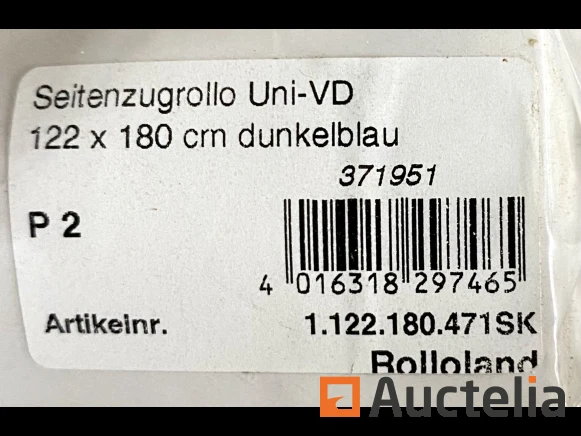 Seitenzugrollo Uni-VD
122 x 180 cm dunkelblau
371951
P 2
4 016318 297465
Artikelnr. 1.122.180.471SK
Rolloland
Auctelia